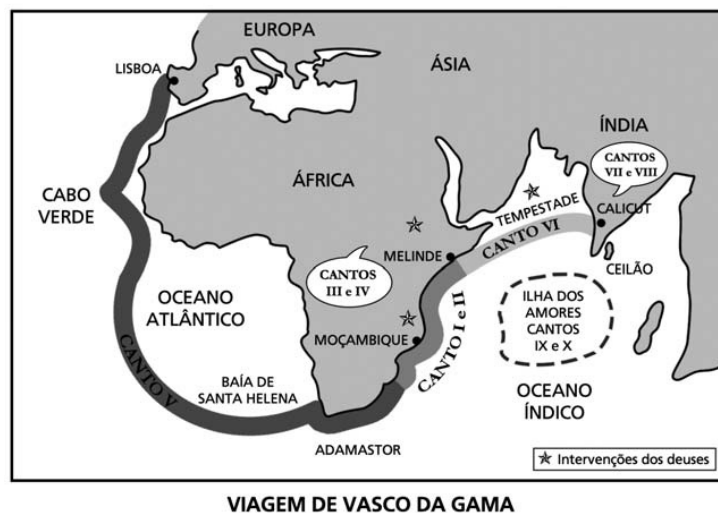 EUROPA
LISBOA
ÁSIA
ÍNDIA
CANTOS
VII e VIII
ÁFRICA
CABO
VERDE
TEMPESTADE
CALICUT
CANTO VI
MELINDE
CEILÃO
CANTOS
III e IV
OCEANO
ATLÂNTICO
ILHA DOS
AMORES
CANTOS
IX e X
MOÇAMBIQUE
CANTO I e II
CANTO V
BAÍA DE
SANTA HELENA
OCEANO
ÍNDICO
ADAMASTOR
Intervenções dos deuses
VIAGEM DE VASCO DA GAMA